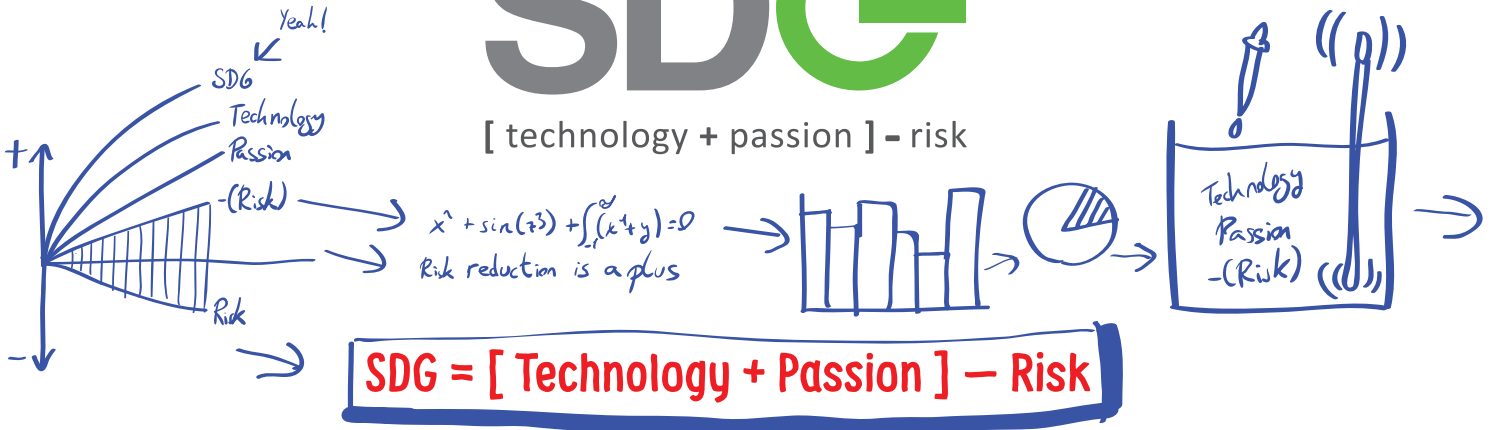 Yeah!
SDG
Technology
Passion
-(Risk)
Risk
+
-
SDG
[ technology + passion ] - risk
Risk reduction is a plus
Technology
Passion
-(Risk)
SDG = [ Technology + Passion ] – Risk